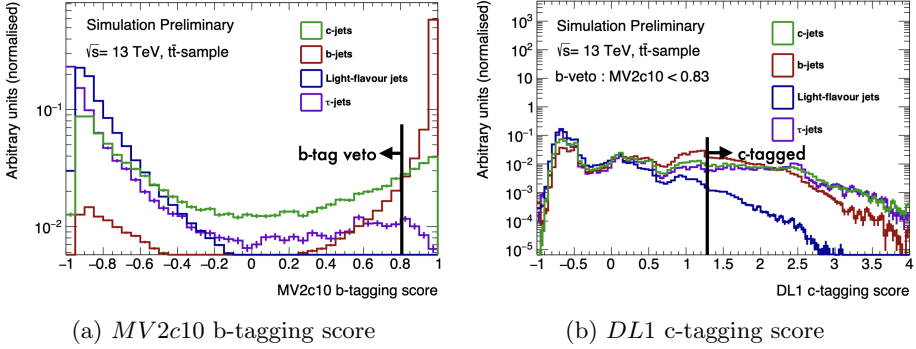 Arbitrary units (normalised)
Simulation Preliminary
√s= 13 TeV, tt̄-sample
c-jets
b-jets
Light-flavour jets
τ-jets
b-tag veto
10⁻¹
10⁻²
−1 −0.8 −0.6 −0.4 −0.2 0 0.2 0.4 0.6 0.8 1
MV2c10 b-tagging score
(a) MV2c10 b-tagging score
Arbitrary units (normalised)
Simulation Preliminary
√s= 13 TeV, tt̄-sample
b-veto : MV2c10 < 0.83
c-jets
b-jets
Light-flavour jets
τ-jets
c-tagged
10³
10²
10
1
10⁻¹
10⁻²
10⁻³
10⁻⁴
10⁻⁵
−1 −0.5 0 0.5 1 1.5 2 2.5 3 3.5 4
DL1 c-tagging score
(b) DL1 c-tagging score